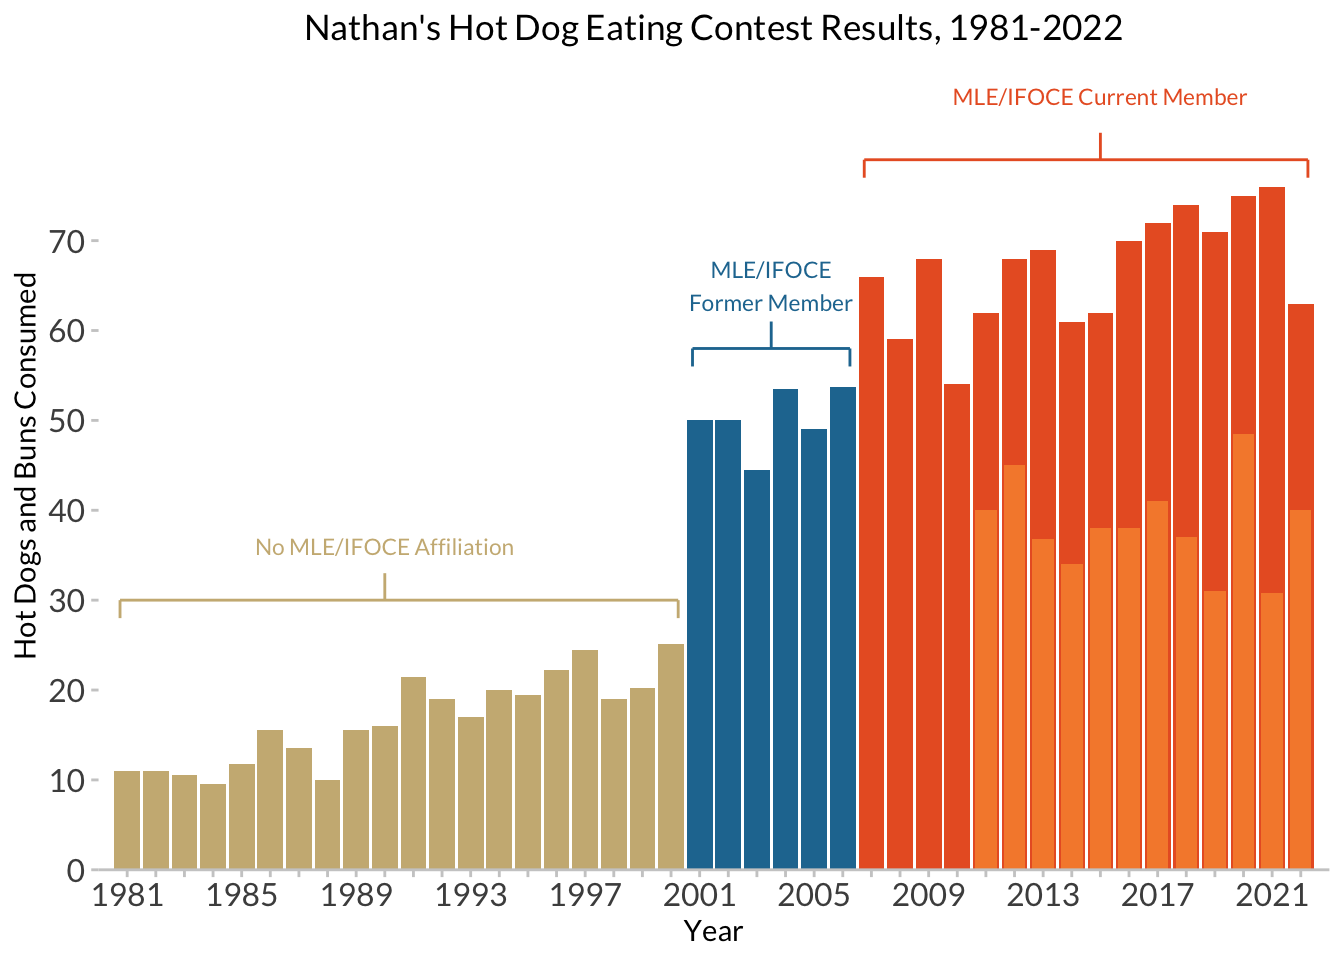 Nathan's Hot Dog Eating Contest Results, 1981-2022
MLE/IFOCE Current Member
MLE/IFOCE
Former Member
No MLE/IFOCE Affiliation
Hot Dogs and Buns Consumed
70
60
50
40
30
20
10
0
1981 1985 1989 1993 1997 2001 2005 2009 2013 2017 2021
Year